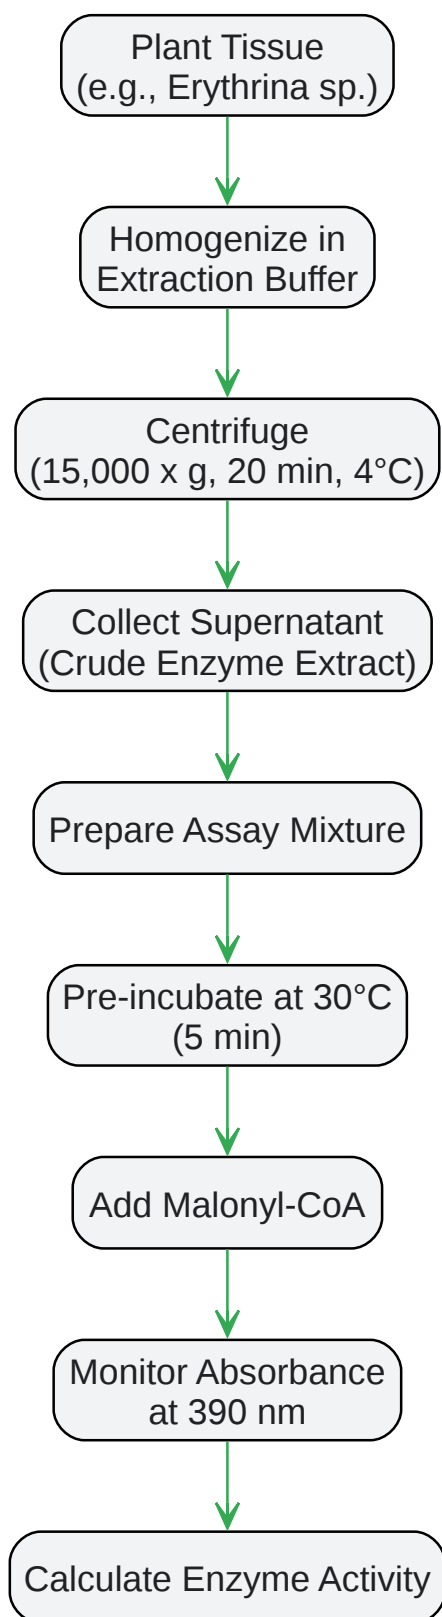 Plant Tissue
(e.g., Erythrina sp.)
Homogenize in
Extraction Buffer
Centrifuge
(15,000 x g, 20 min, 4°C)
Collect Supernatant
(Crude Enzyme Extract)
Prepare Assay Mixture
Pre-incubate at 30°C
(5 min)
Add Malonyl-CoA
Monitor Absorbance
at 390 nm
Calculate Enzyme Activity